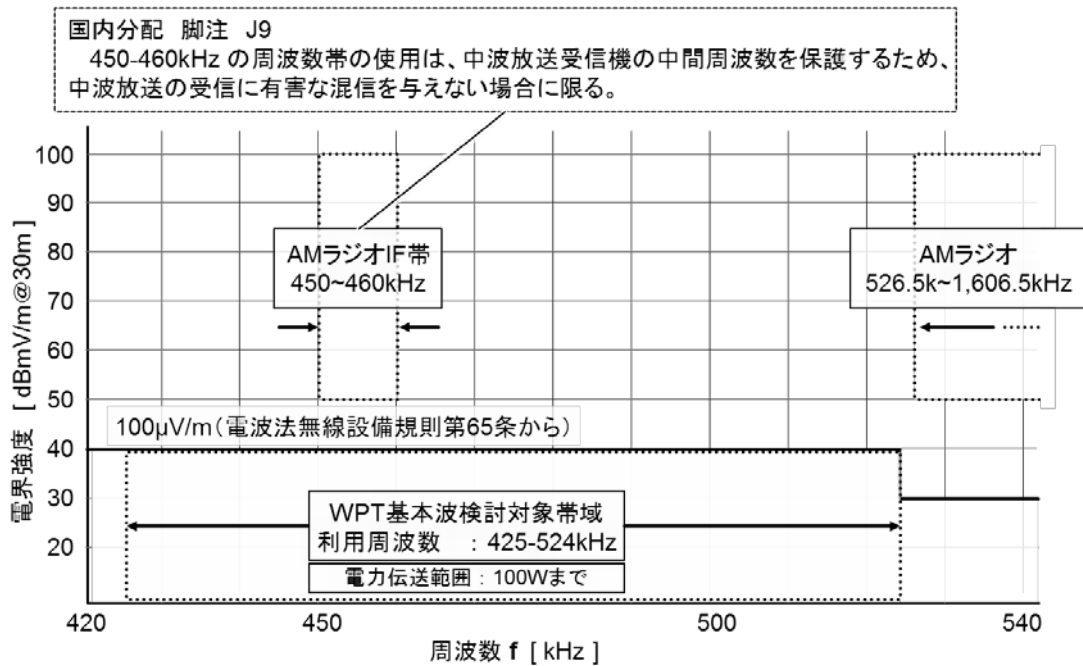 国内分配 脚注 J9
450-460kHz の周波数帯の使用は、中波放送受信機の中間周波数を保護するため、
中波放送の受信に有害な混信を与えない場合に限る。
電界強度 [ dBmV/m@30m ]
100
90
80
70
60
50
40
30
20
AMラジオIF帯
450~460kHz
AMラジオ
526.5k~1,606.5kHz
100μV/m（電波法無線設備規則第65条から）
WPT基本波検討対象帯域
利用周波数 ：425-524kHz
電力伝送範囲：100Wまで
420
450
500
540
周波数 f [ kHz ]